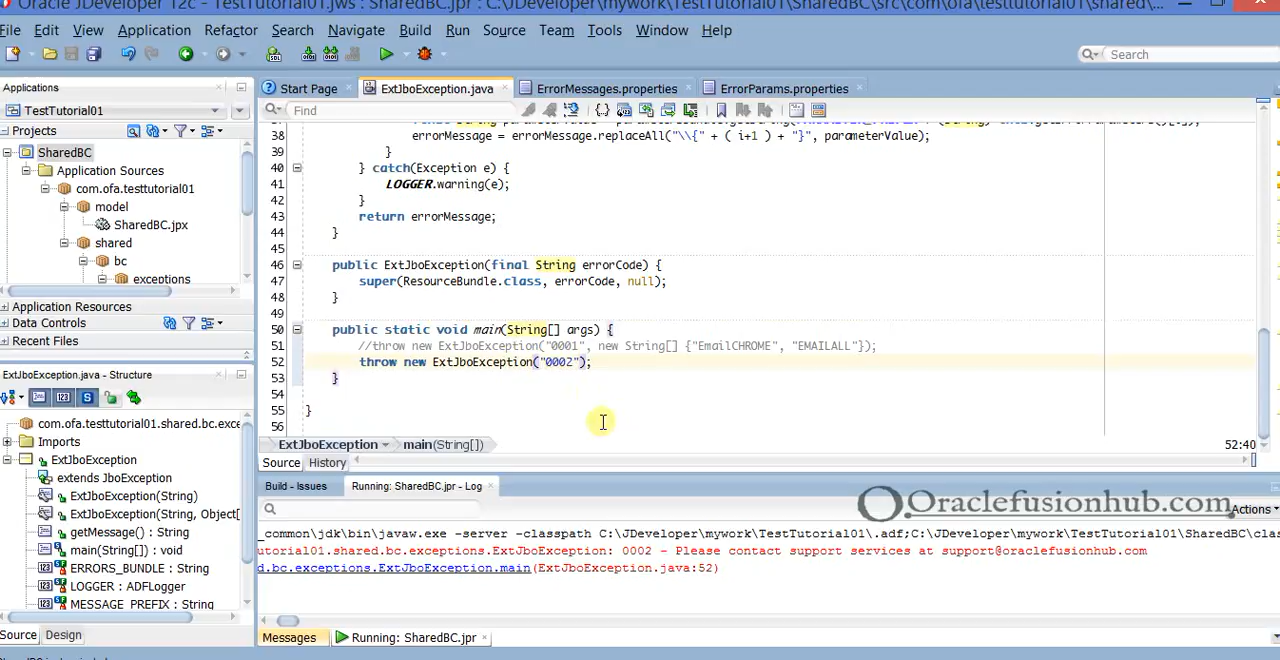 Oracle JDeveloper 12c - TestTutorial01.jws : SharedBC.jpr : C:\JDeveloper\mywork\TestTutorial01\SharedBC\src\com\ofa\testtutorial01\shared\...
File Edit View Application Refactor Search Navigate Build Run Source Team Tools Window Help
Search
Applications
Start Page
ExtJboException.java
ErrorMessages.properties
ErrorParams.properties
TestTutorial01
Find
Projects
SharedBC
Application Sources
com.ofa.testtutorial01
model
SharedBC.jpx
shared
bc
exceptions
Application Resources
Data Controls
Recent Files
38 errorMessage = errorMessage.replaceAll("\\{" + ( i+1 ) + "}", parameterValue);
39 }
40 } catch(Exception e) {
41 LOGGER.warning(e);
42 }
43 return errorMessage;
44 }
45
46 public ExtJboException(final String errorCode) {
47 super(ResourceBundle.class, errorCode, null);
48 }
49
50 public static void main(String[] args) {
51 //throw new ExtJboException("0001", new String[] {"EmailCHROME", "EMAILALL"});
52 throw new ExtJboException("0002");
53 }
54
55 }
56
ExtJboException main(String[])
52:40
Source History
ExtJboException.java - Structure
com.ofa.testtutorial01.shared.bc.exce
Imports
ExtJboException
extends JboException
ExtJboException(String)
ExtJboException(String, Object[
getMessage() : String
main(String[]) : void
ERRORS_BUNDLE : String
LOGGER : ADFLogger
MESSAGE_PREFIX : String
Source Design
Build - Issues
Running: SharedBC.jpr - Log
Oraclefusionhub.com
Actions
_common\jdk\bin\javaw.exe -server -classpath C:\JDeveloper\mywork\TestTutorial01\.adf;C:\JDeveloper\mywork\TestTutorial01\SharedBC\clas
utorial01.shared.bc.exceptions.ExtJboException: 0002 - Please contact support services at support@oraclefusionhub.com
d.bc.exceptions.ExtJboException.main(ExtJboException.java:52)
Messages
Running: SharedBC.jpr